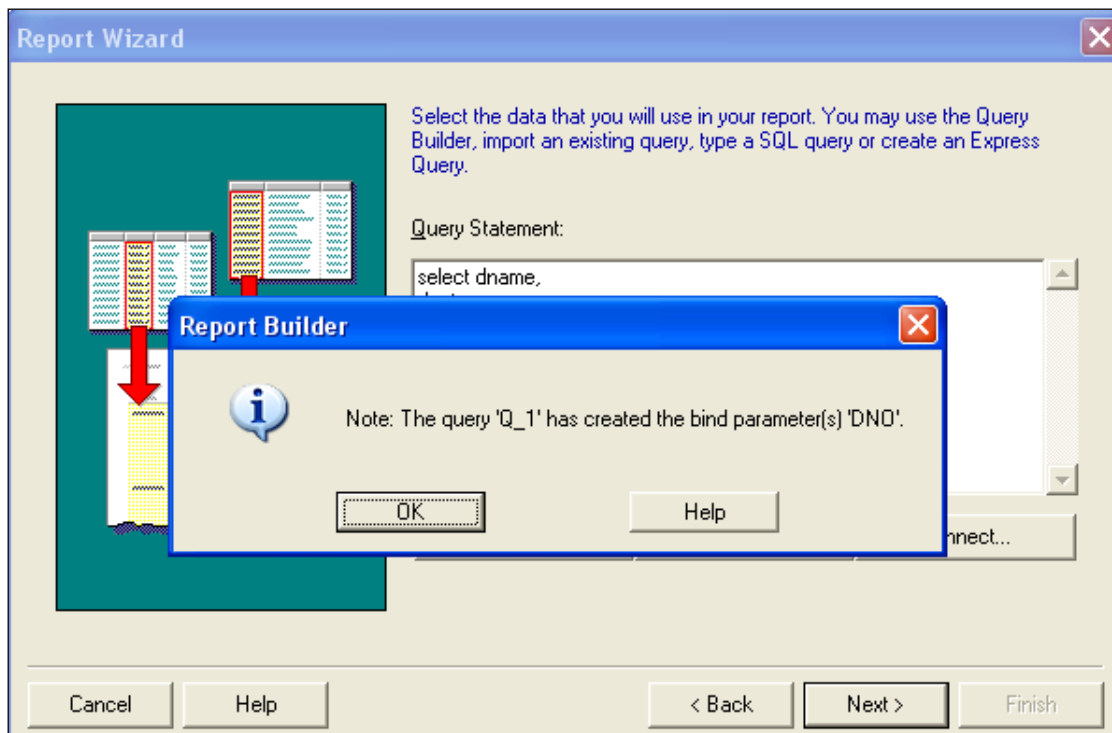 Report Wizard
Select the data that you will use in your report. You may use the Query
Builder, import an existing query, type a SQL query or create an Express
Query.
Query Statement:
select dname,
Report Builder
Note: The query 'Q_1' has created the bind parameter(s) 'DNO'.
OK
Help
nnect...
Cancel
Help
< Back
Next >
Finish